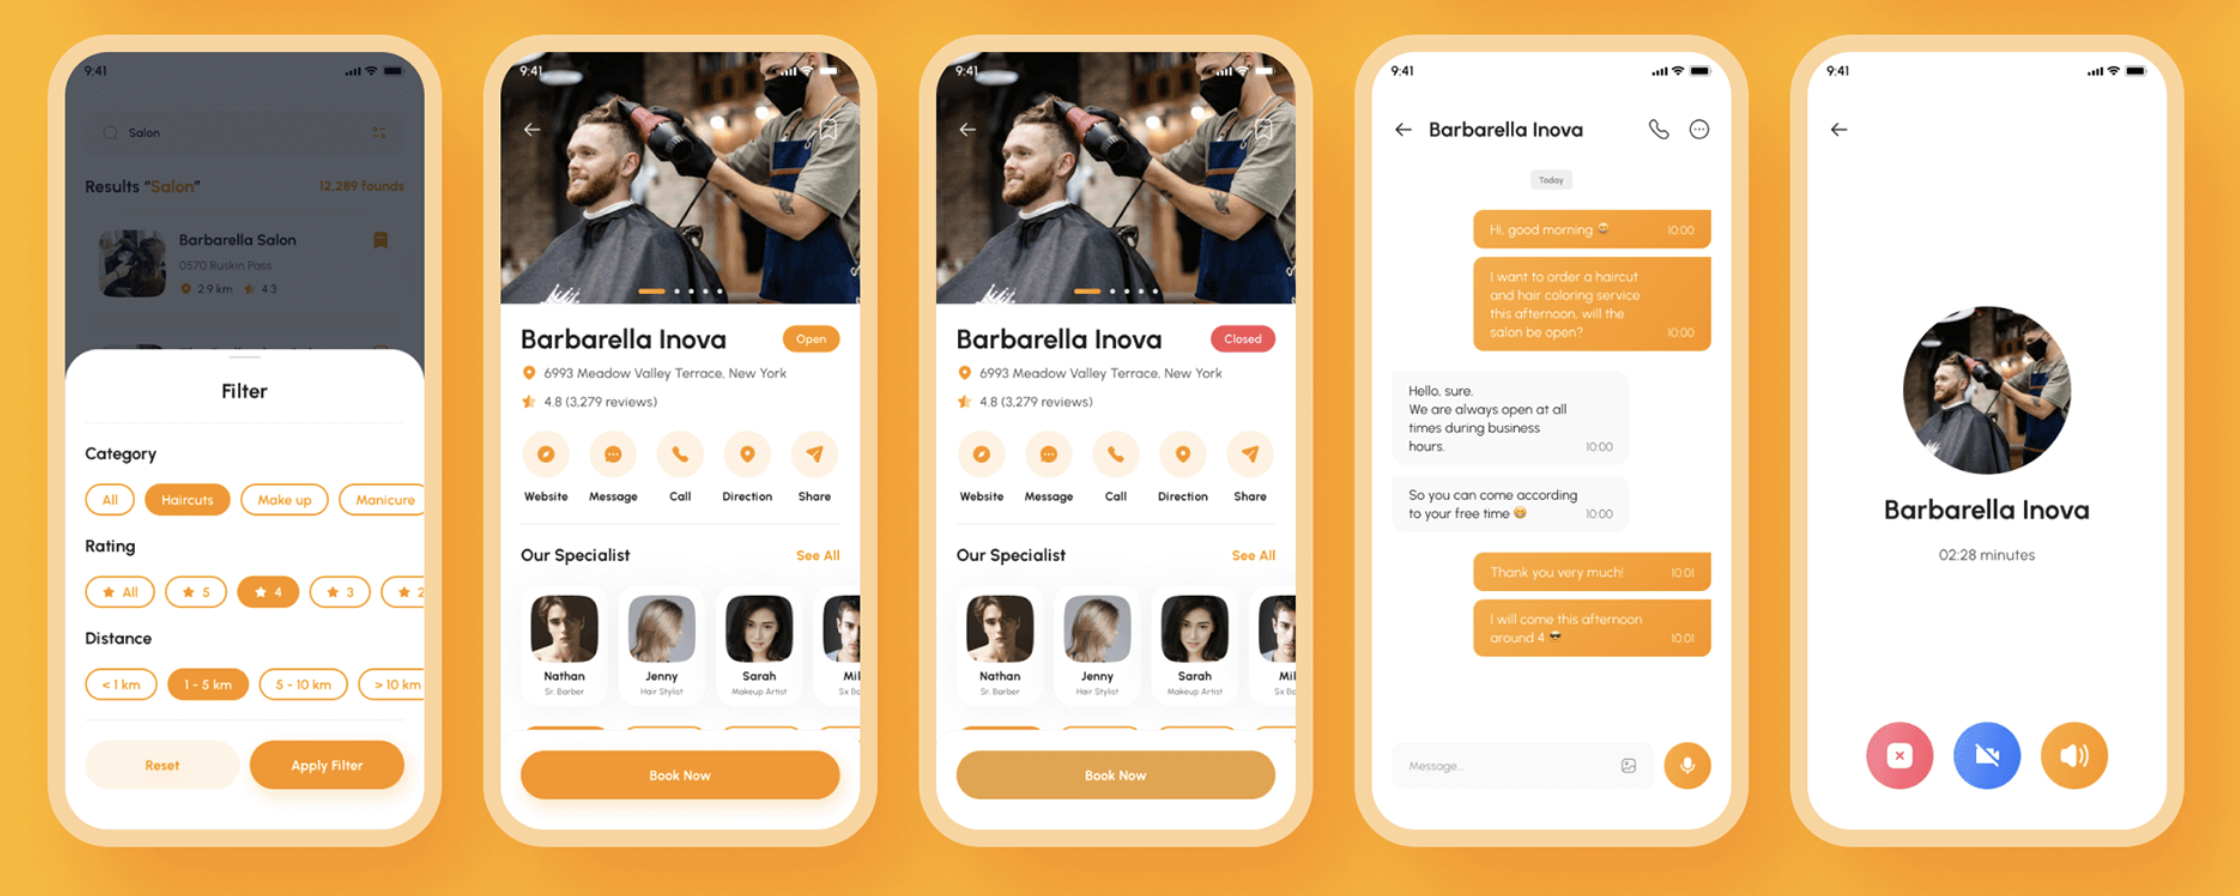 9:41
Salon
Results "Salon"
12,289 founds
Barbarella Salon
0570 Ruskin Pass
2.9 km
4.3
Filter
Category
All
Haircuts
Make up
Manicure
Rating
All
5
4
3
2
Distance
< 1 km
1 - 5 km
5 - 10 km
> 10 km
Reset
Apply Filter
9:41
Barbarella Inova
Open
6993 Meadow Valley Terrace, New York
4.8 (3,279 reviews)
Website
Message
Call
Direction
Share
Our Specialist
See All
Nathan
Sr. Barber
Jenny
Hair Stylist
Sarah
Makeup Artist
Book Now
9:41
Barbarella Inova
Closed
6993 Meadow Valley Terrace, New York
4.8 (3,279 reviews)
Website
Message
Call
Direction
Share
Our Specialist
See All
Nathan
Sr. Barber
Jenny
Hair Stylist
Sarah
Makeup Artist
Book Now
9:41
Barbarella Inova
Today
Hi, good morning 😁
10:00
I want to order a haircut
and hair coloring service
this afternoon, will the
salon be open?
10:00
Hello, sure.
We are always open at all
times during business
hours.
10:00
So you can come according
to your free time 😁
10:00
Thank you very much!
10:01
I will come this afternoon
around 4 😎
10:01
Message...
9:41
Barbarella Inova
02:28 minutes